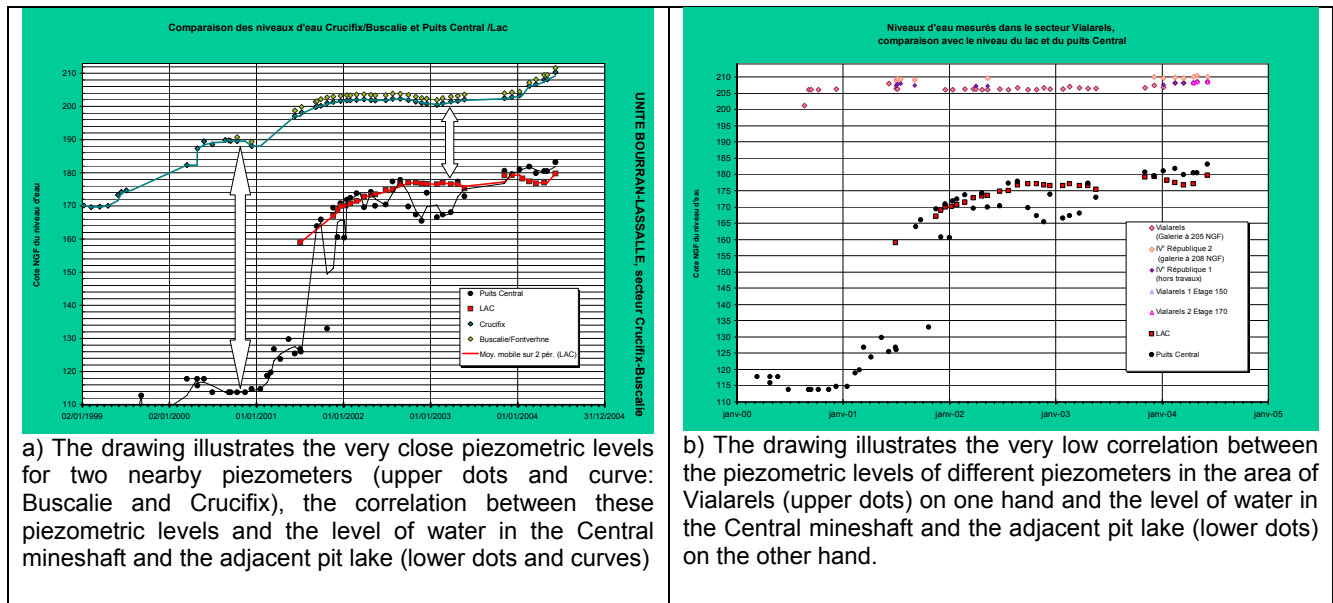 Comparaison des niveaux d'eau Crucifix/Buscalie et Puits Central /Lac
Cote NGF du niveau d'eau
210
200
190
180
170
160
150
140
130
120
110
02/01/1999
02/01/2000
01/01/2001
01/01/2002
01/01/2003
01/01/2004
31/12/2004
Puits Central
LAC
Crucifix
Buscalie/Fontverhne
Moy. mobile sur 2 pér. (LAC)
UNITE BOURRAN-LASSALLE, secteur Crucifix-Buscalie
a) The drawing illustrates the very close piezometric levels
for two nearby piezometers (upper dots and curve:
Buscalie and Crucifix), the correlation between these
piezometric levels and the level of water in the Central
mineshaft and the adjacent pit lake (lower dots and curves)
Niveaux d'eau mesurés dans le secteur Vialarels,
comparaison avec le niveau du lac et du puits Central
Cote NGF du niveau d'eau
210
205
200
195
190
185
180
175
170
165
160
155
150
145
140
135
130
125
120
115
110
janv-00
janv-01
janv-02
janv-03
janv-04
janv-05
Vialarels
(Galerie à 205 NGF)
IV° République 2
(galerie à 208 NGF)
IV° République 1
(hors travaux)
Vialarels 1 Etage 150
Vialarels 2 Etage 170
LAC
Puits Central
b) The drawing illustrates the very low correlation between
the piezometric levels of different piezometers in the area of
Vialarels (upper dots) on one hand and the level of water in
the Central mineshaft and the adjacent pit lake (lower dots)
on the other hand.